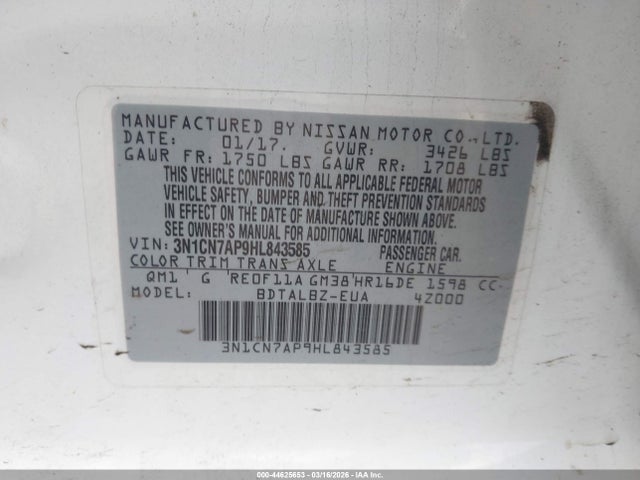 MANUFACTURED BY NISSAN MOTOR CO., LTD.
DATE: 01/17. GVWR: 3426 LBS
GAWR FR: 1750 LBS GAWR RR: 1708 LBS
THIS VEHICLE CONFORMS TO ALL APPLICABLE FEDERAL MOTOR
VEHICLE SAFETY, BUMPER AND THEFT PREVENTION STANDARDS
IN EFFECT ON THE DATE OF MANUFACTURE SHOWN ABOVE.
SEE OWNER'S MANUAL FOR ADDITIONAL INFORMATION.
VIN: 3N1CN7AP9HL843585 PASSENGER CAR.
COLOR TRIM TRANS AXLE ENGINE
QM1 G RE0F11A GM38 HR16DE 1598 CC
MODEL: BDTALBZ-EUA 4Z000
3N1CN7AP9HL843585
000-44625653 - 03/16/2026 - IAA Inc.